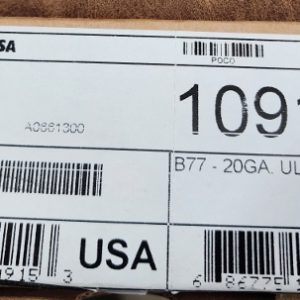 SA
POCO
1091
A0661300
B77 - 20GA. UL
USA
915 3
6 86775